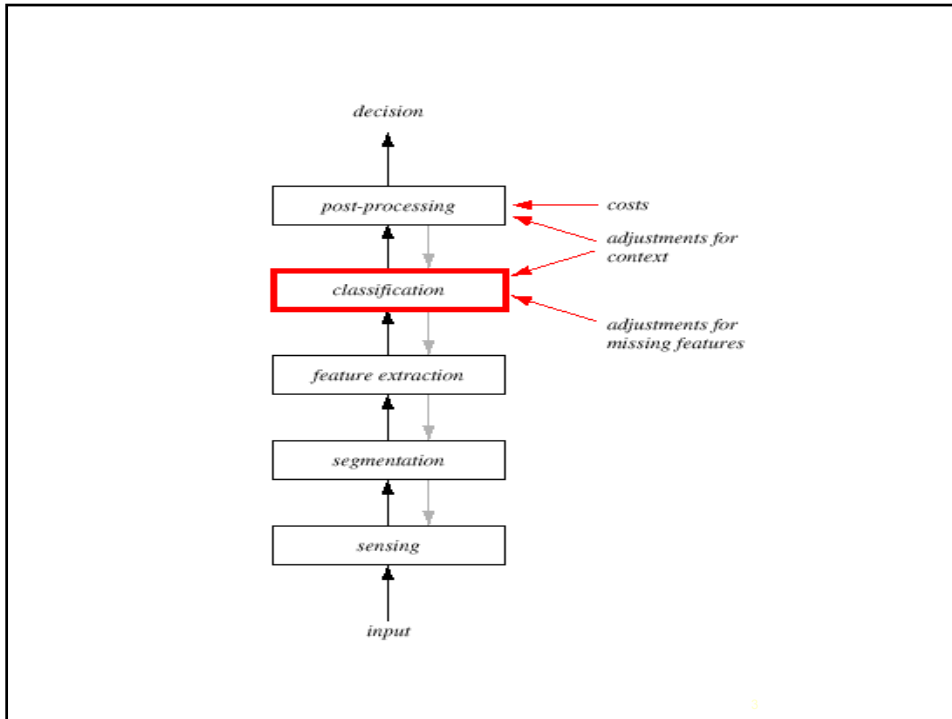 decision
post-processing
costs
adjustments for
context
classification
adjustments for
missing features
feature extraction
segmentation
sensing
input